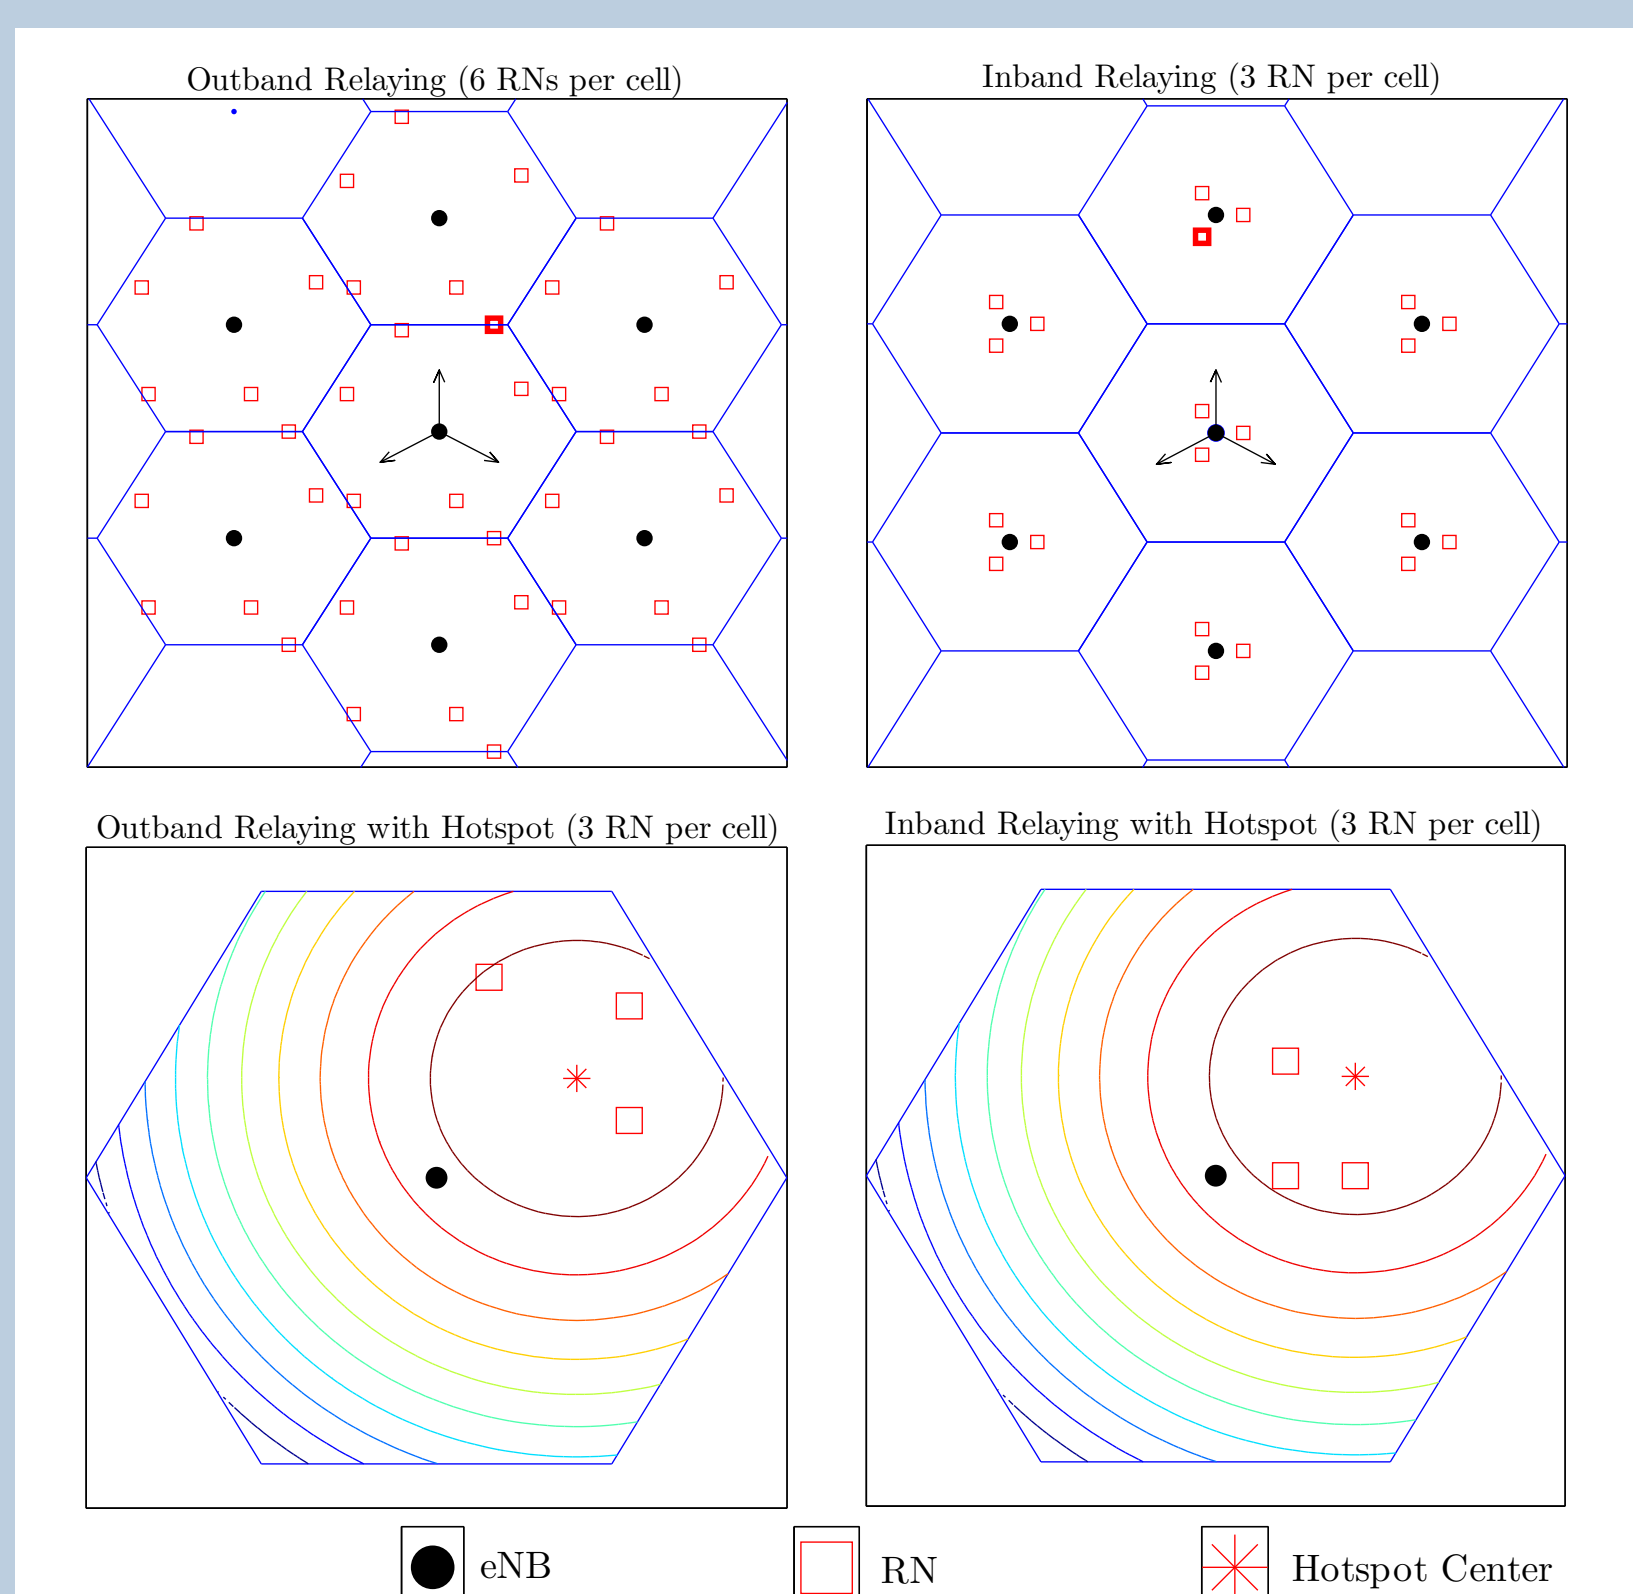 Outband Relaying (6 RNs per cell)
Inband Relaying (3 RN per cell)
Outband Relaying with Hotspot (3 RN per cell)
Inband Relaying with Hotspot (3 RN per cell)
eNB
RN
Hotspot Center